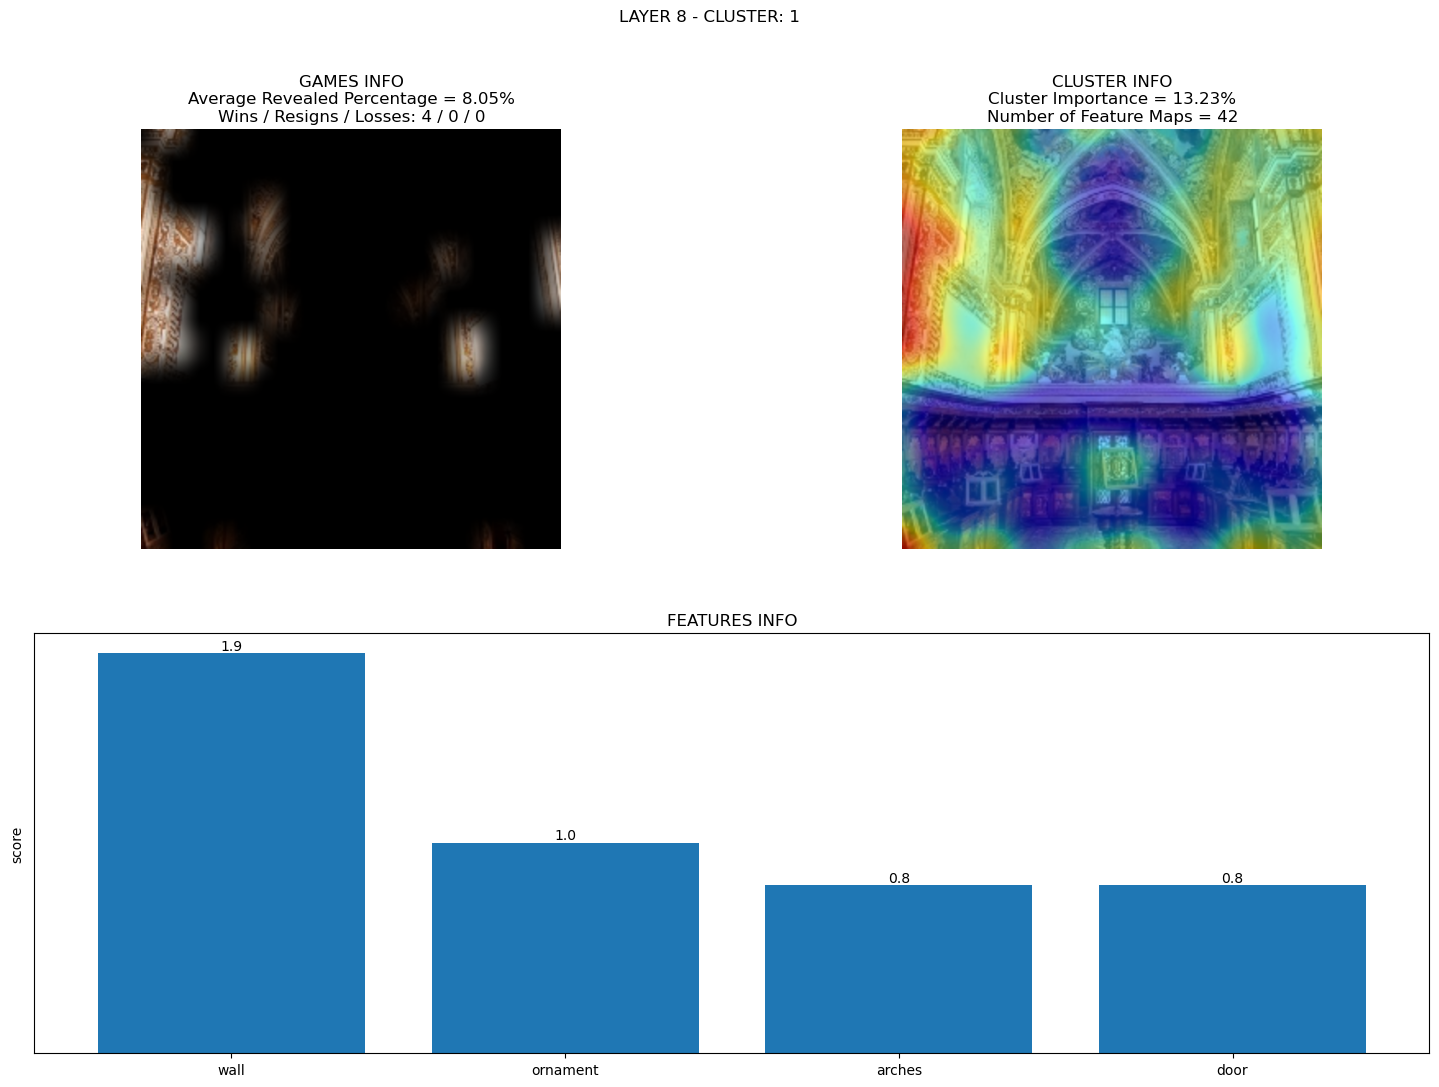 LAYER 8 - CLUSTER: 1
GAMES INFO
Average Revealed Percentage = 8.05%
Wins / Resigns / Losses: 4 / 0 / 0
CLUSTER INFO
Cluster Importance = 13.23%
Number of Feature Maps = 42
FEATURES INFO
score
1.9
1.0
0.8
0.8
wall
ornament
arches
door